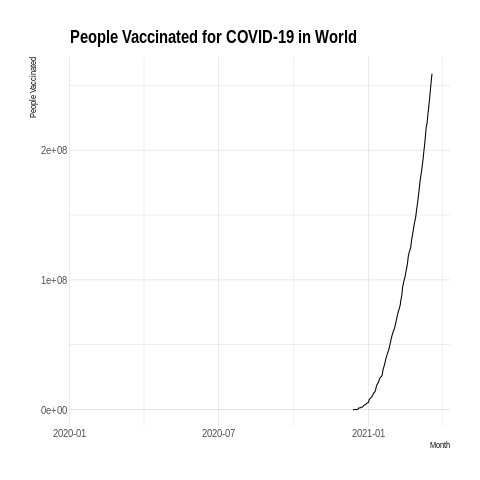 People Vaccinated for COVID-19 in World
People Vaccinated
2e+08
1e+08
0e+00
2020-01 2020-07 2021-01
Month